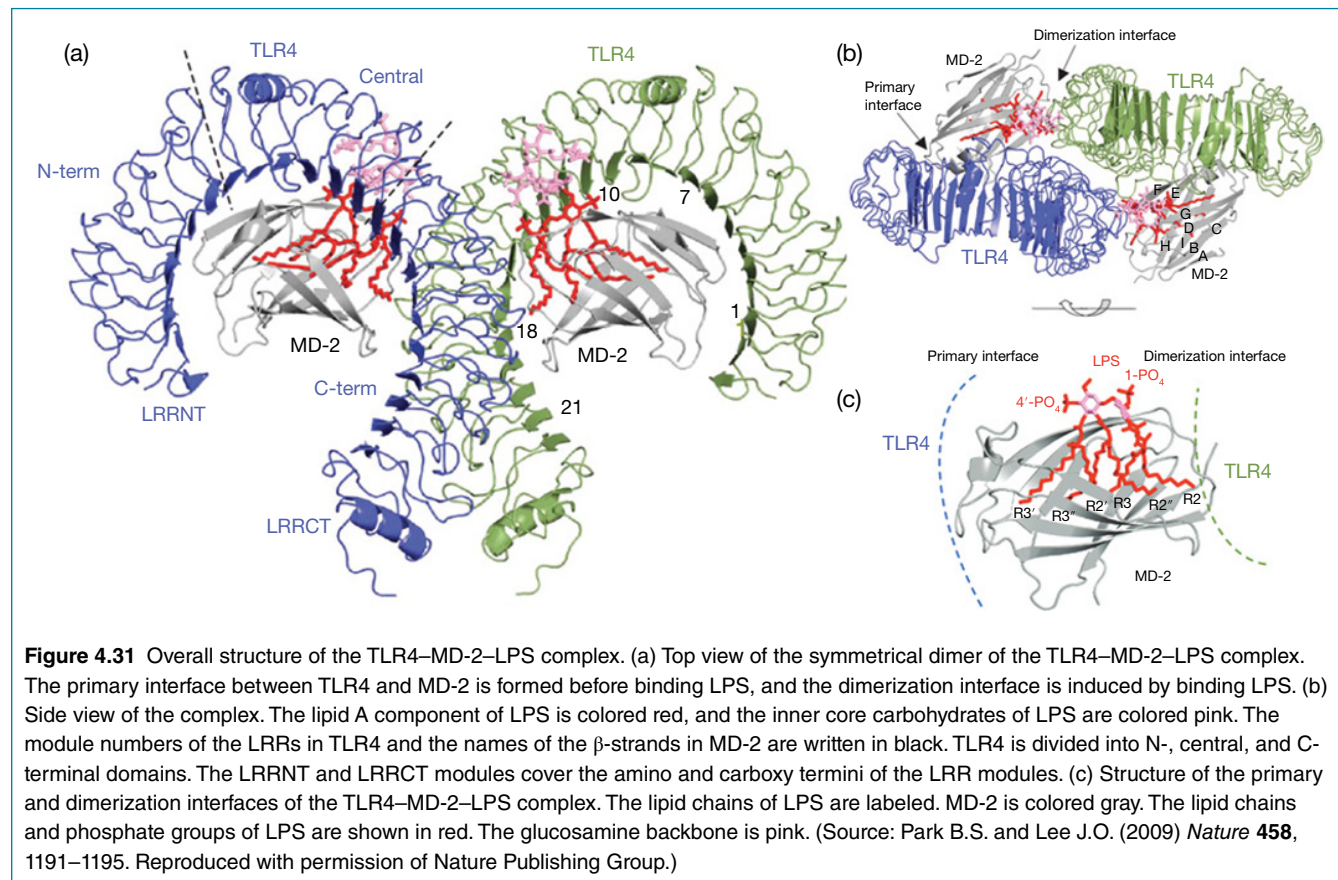 (a)
TLR4
Central
N-term
TLR4
10
7
1
MD-2
18
MD-2
C-term
21
LRRNT
LRRCT
(b)
Dimerization interface
MD-2
TLR4
Primary
interface
F E
G
D C
H I B
A
TLR4
MD-2
Primary interface
LPS
Dimerization interface
1-PO4
(c)
4′-PO4
TLR4
TLR4
R3′ R3″ R2′ R3 R2″ R2
MD-2
Figure 4.31 Overall structure of the TLR4–MD-2–LPS complex. (a) Top view of the symmetrical dimer of the TLR4–MD-2–LPS complex.
The primary interface between TLR4 and MD-2 is formed before binding LPS, and the dimerization interface is induced by binding LPS. (b)
Side view of the complex. The lipid A component of LPS is colored red, and the inner core carbohydrates of LPS are colored pink. The
module numbers of the LRRs in TLR4 and the names of the β-strands in MD-2 are written in black. TLR4 is divided into N-, central, and C-
terminal domains. The LRRNT and LRRCT modules cover the amino and carboxy termini of the LRR modules. (c) Structure of the primary
and dimerization interfaces of the TLR4–MD-2–LPS complex. The lipid chains of LPS are labeled. MD-2 is colored gray. The lipid chains
and phosphate groups of LPS are shown in red. The glucosamine backbone is pink. (Source: Park B.S. and Lee J.O. (2009) Nature 458,
1191–1195. Reproduced with permission of Nature Publishing Group.)